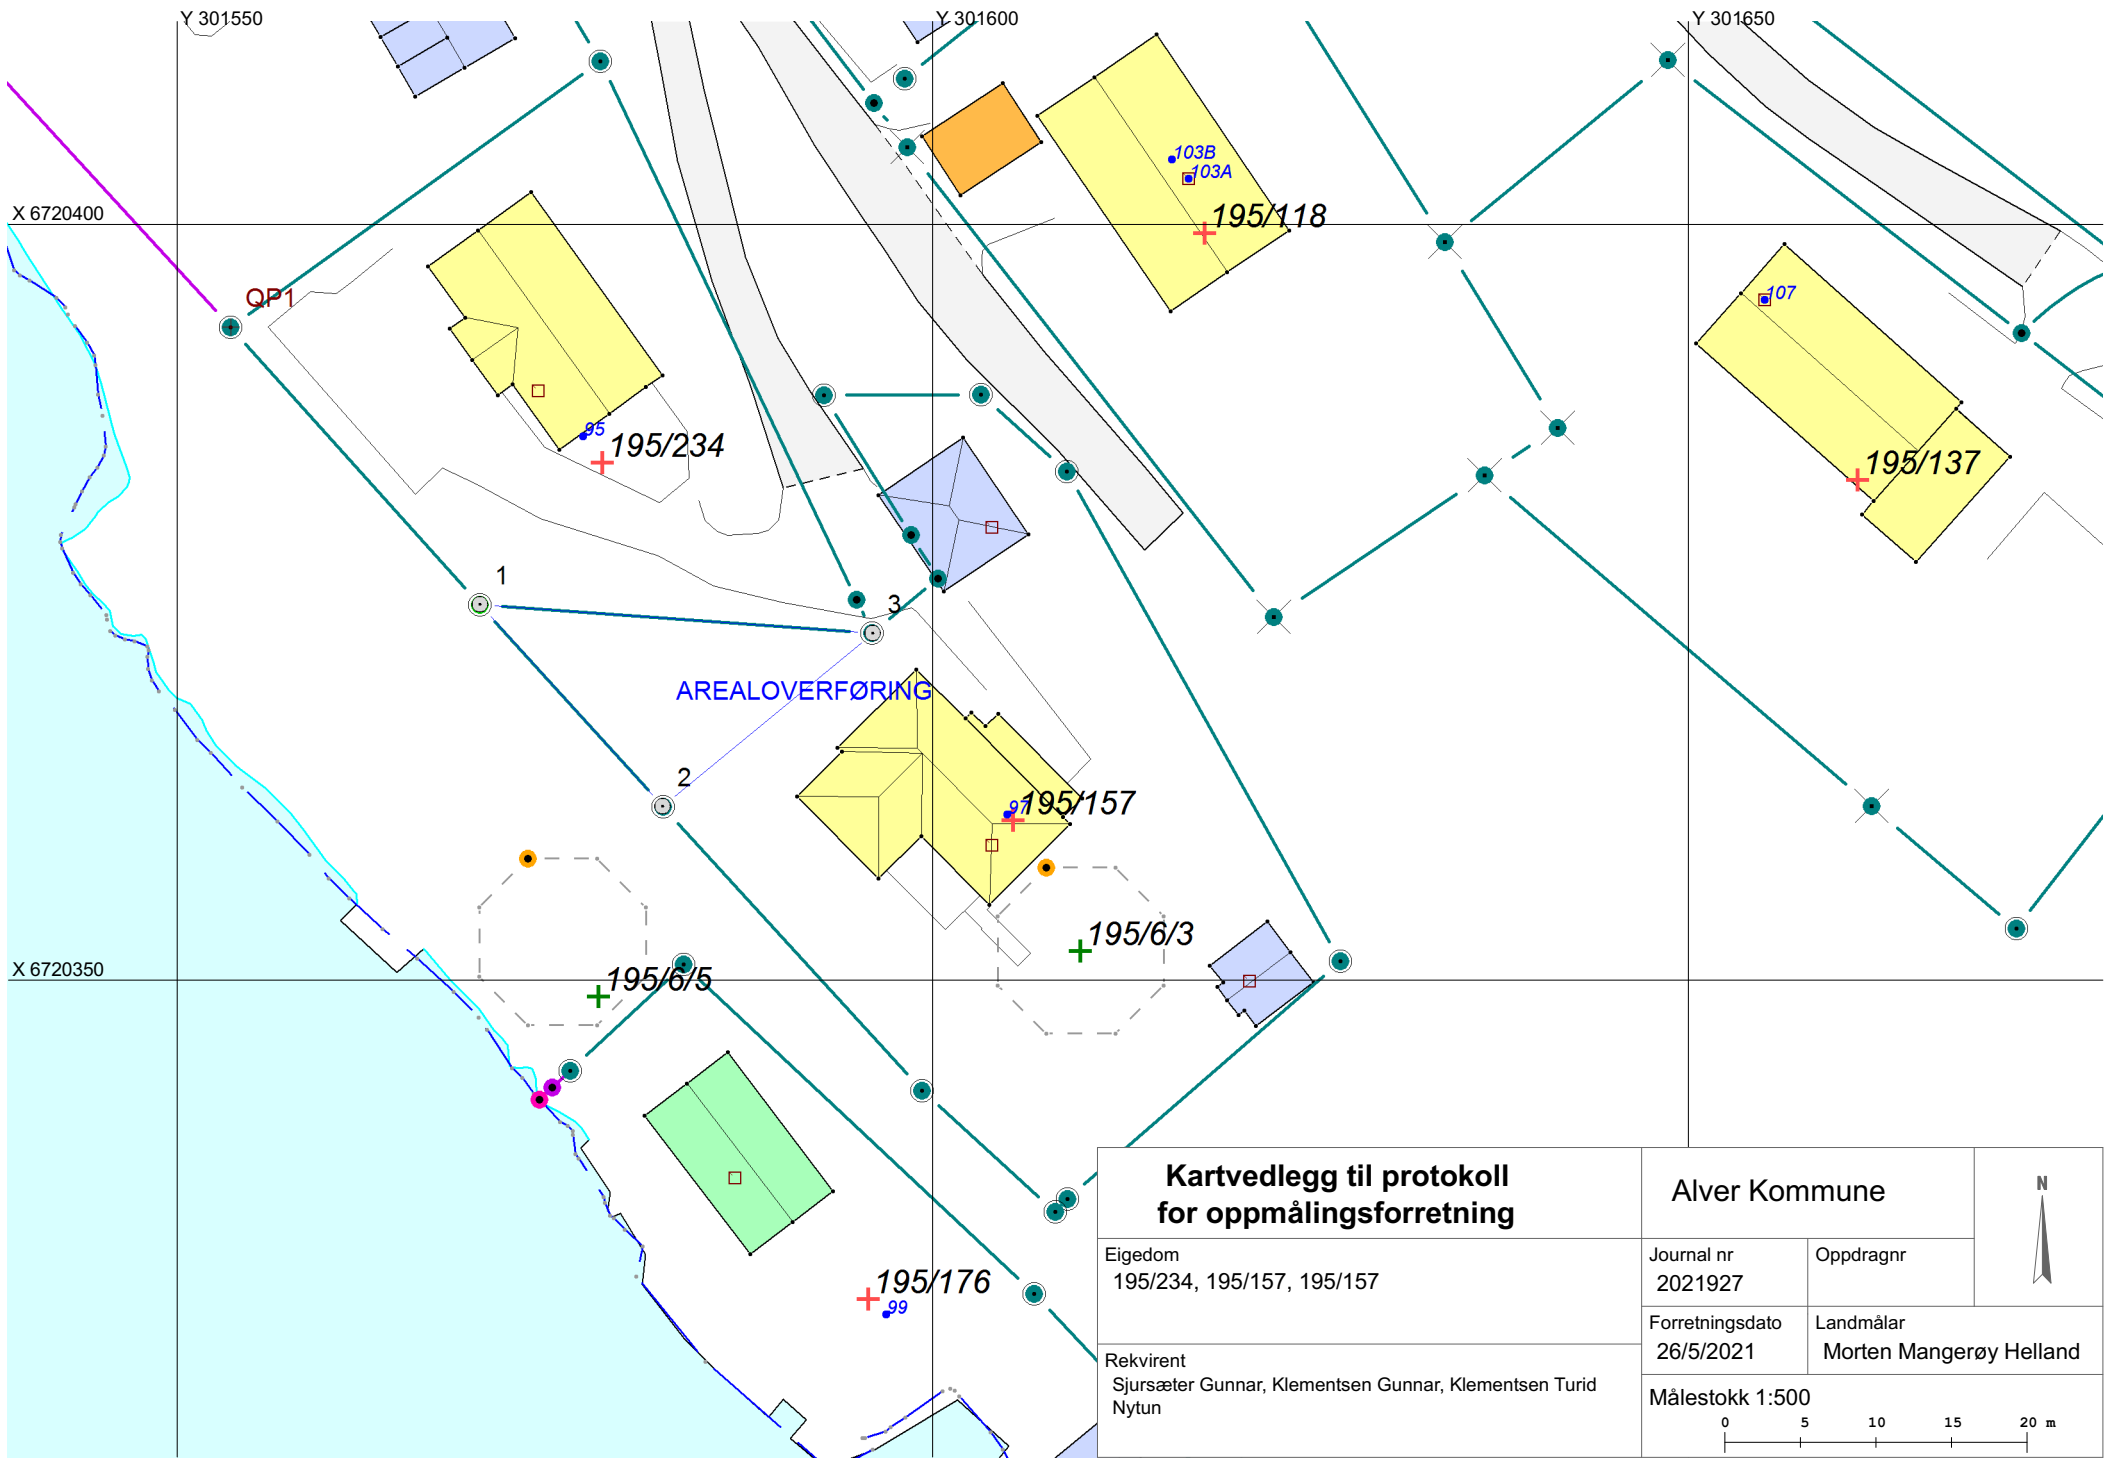 Y 301550
Y 301600
Y 301650
103B
103A
X 6720400
195/118
QP1
107
95
195/234
195/137
1
3
AREALOVERFØRING
2
97
195/157
195/6/3
X 6720350
195/6/5
195/176
99
Kartvedlegg til protokoll
for oppmålingsforretning
Alver Kommune
N
Eigedom
195/234, 195/157, 195/157
Journal nr
2021927
Oppdragnr
Forretningsdato
26/5/2021
Landmålar
Morten Mangerøy Helland
Rekvirent
Sjursæter Gunnar, Klementsen Gunnar, Klementsen Turid
Nytun
Målestokk 1:500
0 5 10 15 20 m